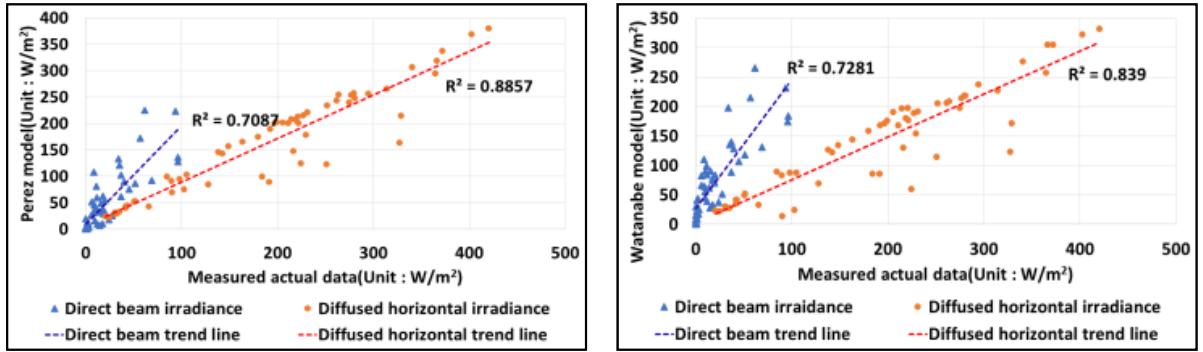 Perez model(Unit : W/m²)
400
350
300
250
200
150
100
50
0
R² = 0.7087
R² = 0.8857
0 100 200 300 400 500
Measured actual data(Unit : W/m²)
Direct beam irradiance Diffused horizontal irradiance
Direct beam trend line Diffused horizontal trend line
Watanabe model(Unit : W/m²)
350
300
250
200
150
100
50
0
R² = 0.7281
R² = 0.839
0 100 200 300 400 500
Measured actual data(Unit : W/m²)
Direct beam irraidance Diffused horizontal irradiance
Direct beam trend line Diffused horizontal trend line